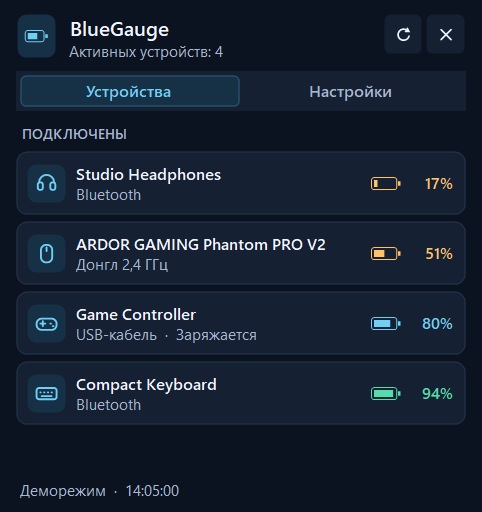 BlueGauge
Активных устройств: 4
Устройства
Настройки
ПОДКЛЮЧЕНЫ
Studio Headphones
Bluetooth
17%
ARDOR GAMING Phantom PRO V2
Донгл 2,4 ГГц
51%
Game Controller
USB-кабель · Заряжается
80%
Compact Keyboard
Bluetooth
94%
Деморежим · 14:05:00